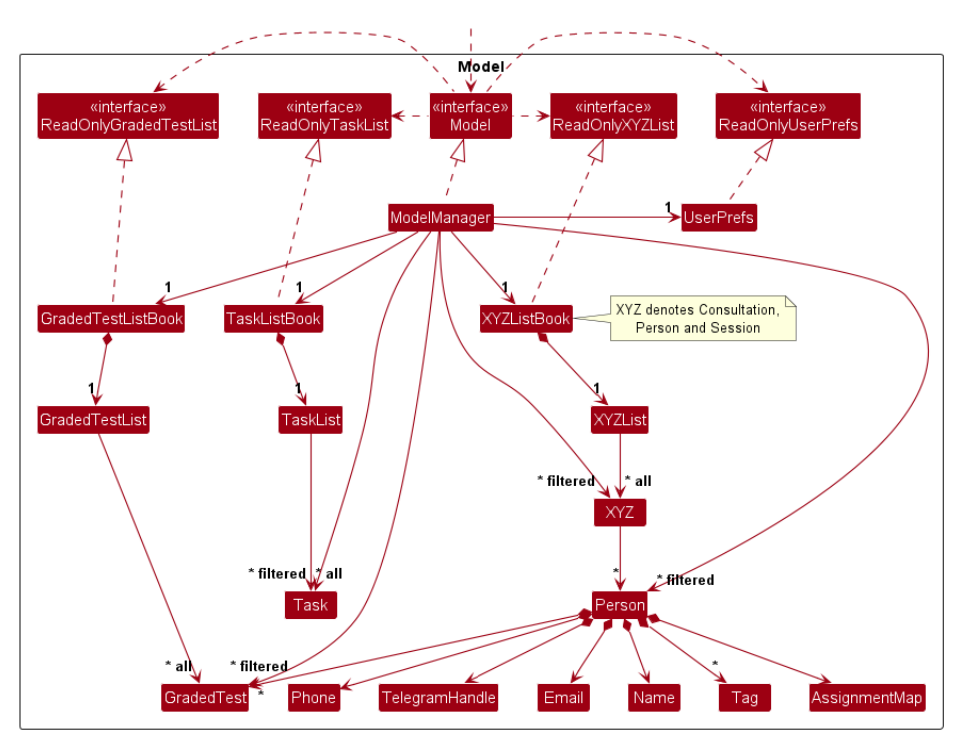 Model
«interface»
ReadOnlyGradedTestList
«interface»
ReadOnlyTaskList
«interface»
Model
«interface»
ReadOnlyXYZList
«interface»
ReadOnlyUserPrefs
ModelManager
1
UserPrefs
1
1
1
GradedTestListBook
TaskListBook
XYZListBook
XYZ denotes Consultation,
Person and Session
1
1
1
GradedTestList
TaskList
XYZList
* filtered
* all
XYZ
* filtered
* all
*
* filtered
Task
Person
* all
* filtered
*
*
GradedTest
Phone
TelegramHandle
Email
Name
Tag
AssignmentMap